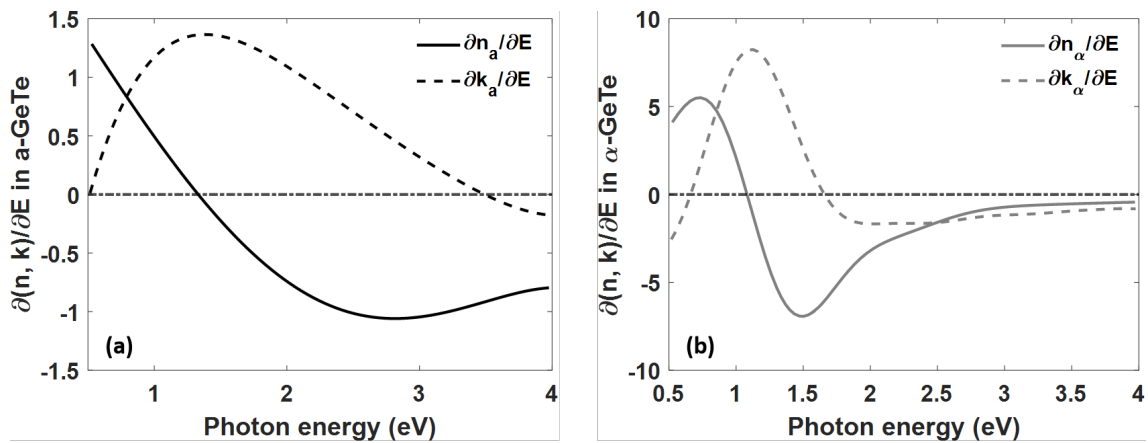 1.5
1
0.5
0
-0.5
-1
-1.5
∂(n, k)/∂E in a-GeTe
∂nₐ/∂E
∂kₐ/∂E
(a)
1 2 3 4
Photon energy (eV)
10
5
0
-5
-10
∂(n, k)/∂E in α-GeTe
∂n_α/∂E
∂k_α/∂E
(b)
0.5 1 1.5 2 2.5 3 3.5 4
Photon energy (eV)